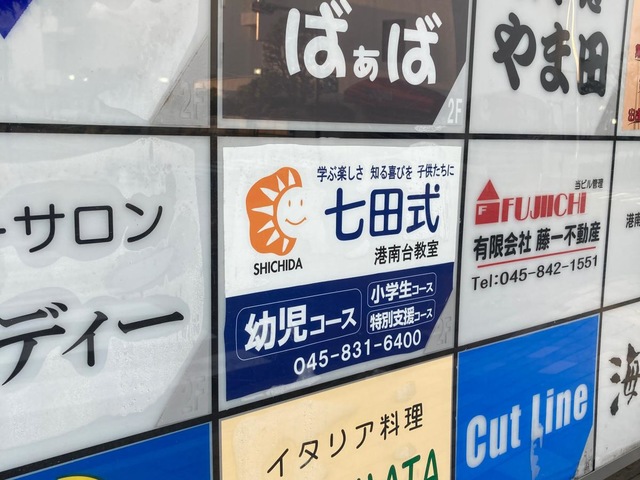 ばぁば
2F
やま田
ーサロン
ディー
学ぶ楽しさ 知る喜びを 子供たちに
七田式
SHICHIDA
港南台教室
幼児コース
小学生コース
特別支援コース
045-831-6400
当ビル管理
F FUJIICHI
有限会社 藤一不動産
Tel:045-842-1551
港南
イタリア料理
Cut Line
海